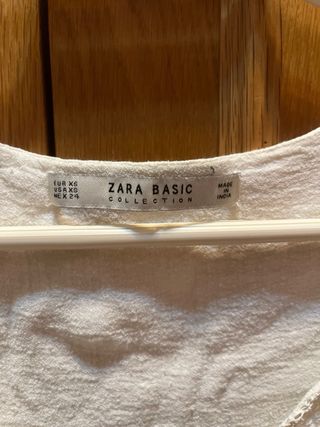 EUR XS
USA XS
MEX 24
ZARA BASIC
COLLECTION
MADE
IN
INDIA